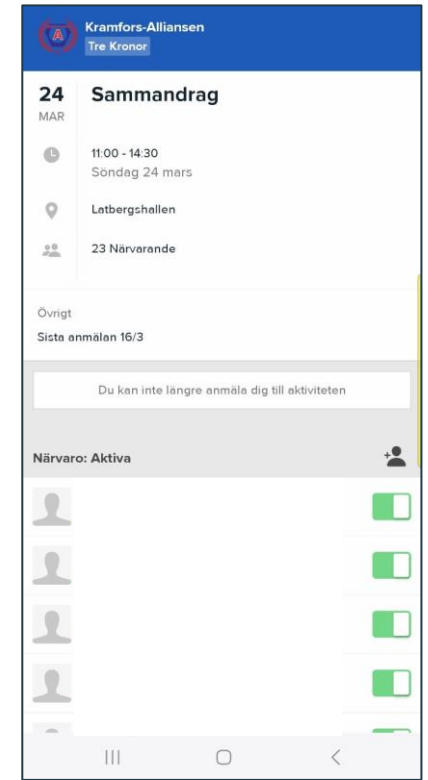 A
Kramfors-Alliansen
Tre Kronor
24
MAR
Sammandrag
11:00 - 14:30
Söndag 24 mars
Latbergshallen
23 Närvarande
Övrigt
Sista anmälan 16/3
Du kan inte längre anmäla dig till aktiviteten
Närvaro: Aktiva